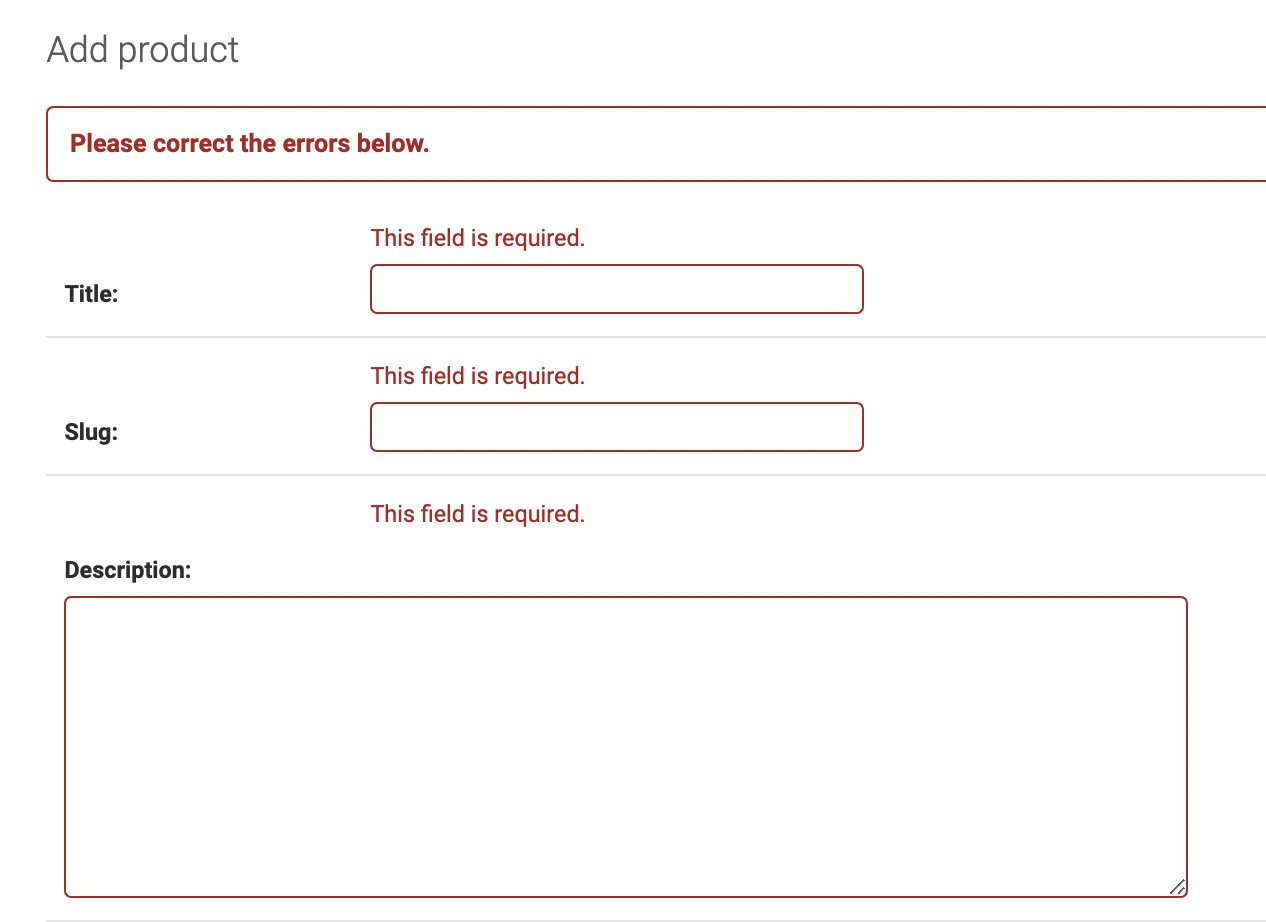 Add product
Please correct the errors below.
This field is required.
Title:
This field is required.
Slug:
This field is required.
Description: